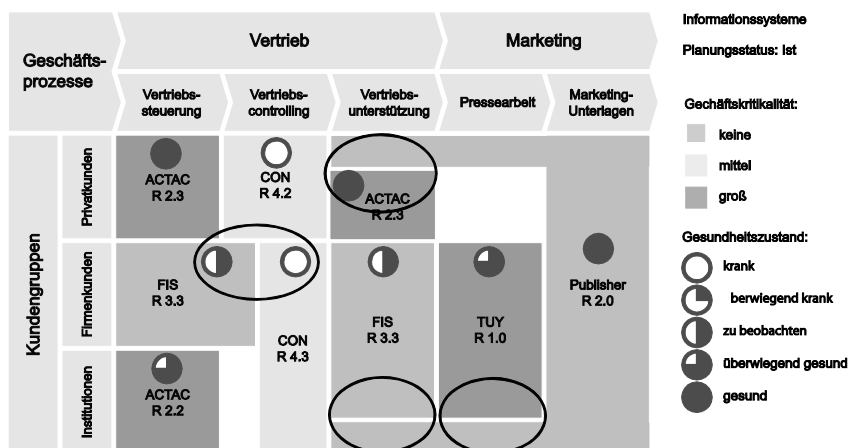 Geschäfts-
prozesse
Vertrieb
Marketing
Vertriebs-
steuerung
Vertriebs-
controlling
Vertriebs-
unterstützung
Pressearbeit
Marketing-
Unterlagen
Kundengruppen
Privatkunden
Firmenkunden
Institutionen
ACTAC
R 2.3
CON
R 4.2
ACTAC
R 2.3
FIS
R 3.3
CON
R 4.3
FIS
R 3.3
TUY
R 1.0
Publisher
R 2.0
ACTAC
R 2.2
Informationssysteme
Planungsstatus: Ist
Gechäftskritikalität:
keine
mittel
groß
Gesundheitszustand:
krank
berwiegend krank
zu beobachten
überwiegend gesund
gesund